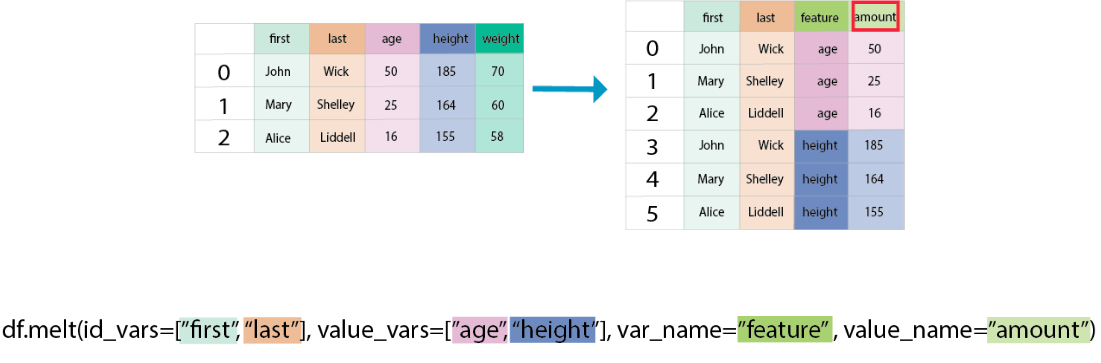 first last age height weight
0 John Wick 50 185 70
1 Mary Shelley 25 164 60
2 Alice Liddell 16 155 58
first last feature amount
0 John Wick age 50
1 Mary Shelley age 25
2 Alice Liddell age 16
3 John Wick height 185
4 Mary Shelley height 164
5 Alice Liddell height 155
df.melt(id_vars=["first", "last"], value_vars=["age", "height"], var_name="feature", value_name="amount")